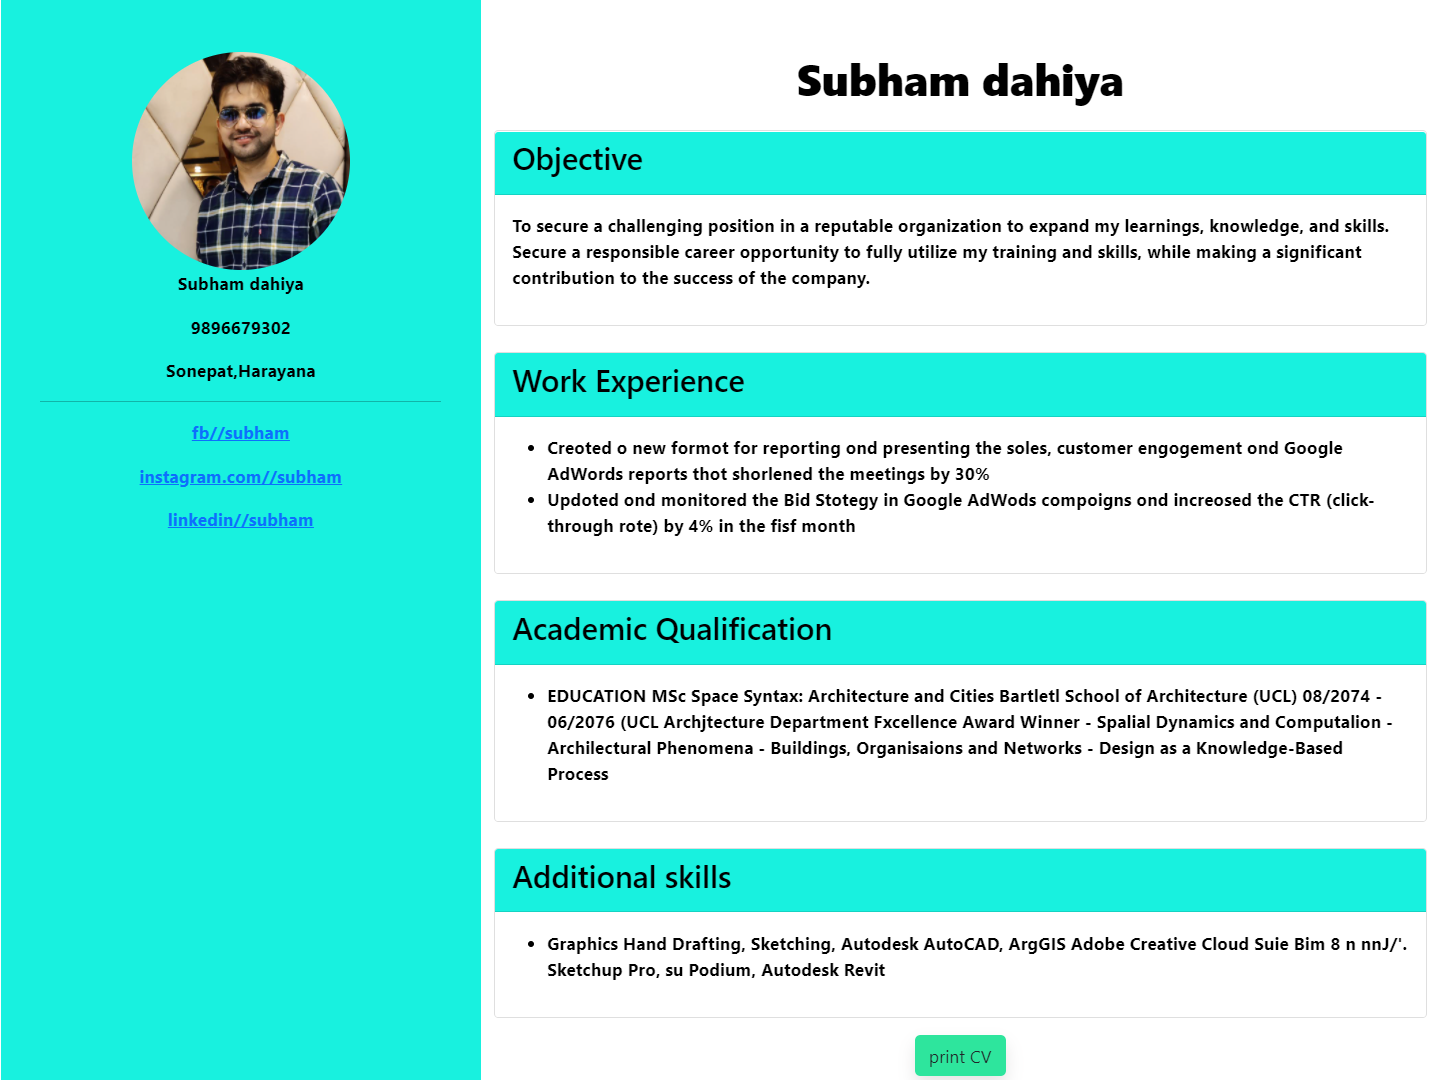 Subham dahiya
9896679302
Sonepat,Harayana
fb//subham
instagram.com//subham
linkedin//subham
Subham dahiya
Objective
To secure a challenging position in a reputable organization to expand my learnings, knowledge, and skills.
Secure a responsible career opportunity to fully utilize my training and skills, while making a significant
contribution to the success of the company.
Work Experience
• Creoted o new formot for reporting ond presenting the soles, customer engogement ond Google
AdWords reports thot shorlened the meetings by 30%
• Updoted ond monitored the Bid Stotegy in Google AdWods compoigns ond increosed the CTR (click-
through rote) by 4% in the fisf month
Academic Qualification
• EDUCATION MSc Space Syntax: Architecture and Cities Bartletl School of Architecture (UCL) 08/2074 -
06/2076 (UCL Archjtecture Department Fxcellence Award Winner - Spalial Dynamics and Computalion -
Archilectural Phenomena - Buildings, Organisaions and Networks - Design as a Knowledge-Based
Process
Additional skills
• Graphics Hand Drafting, Sketching, Autodesk AutoCAD, ArgGIS Adobe Creative Cloud Suie Bim 8 n nnJ/'.
Sketchup Pro, su Podium, Autodesk Revit
print CV